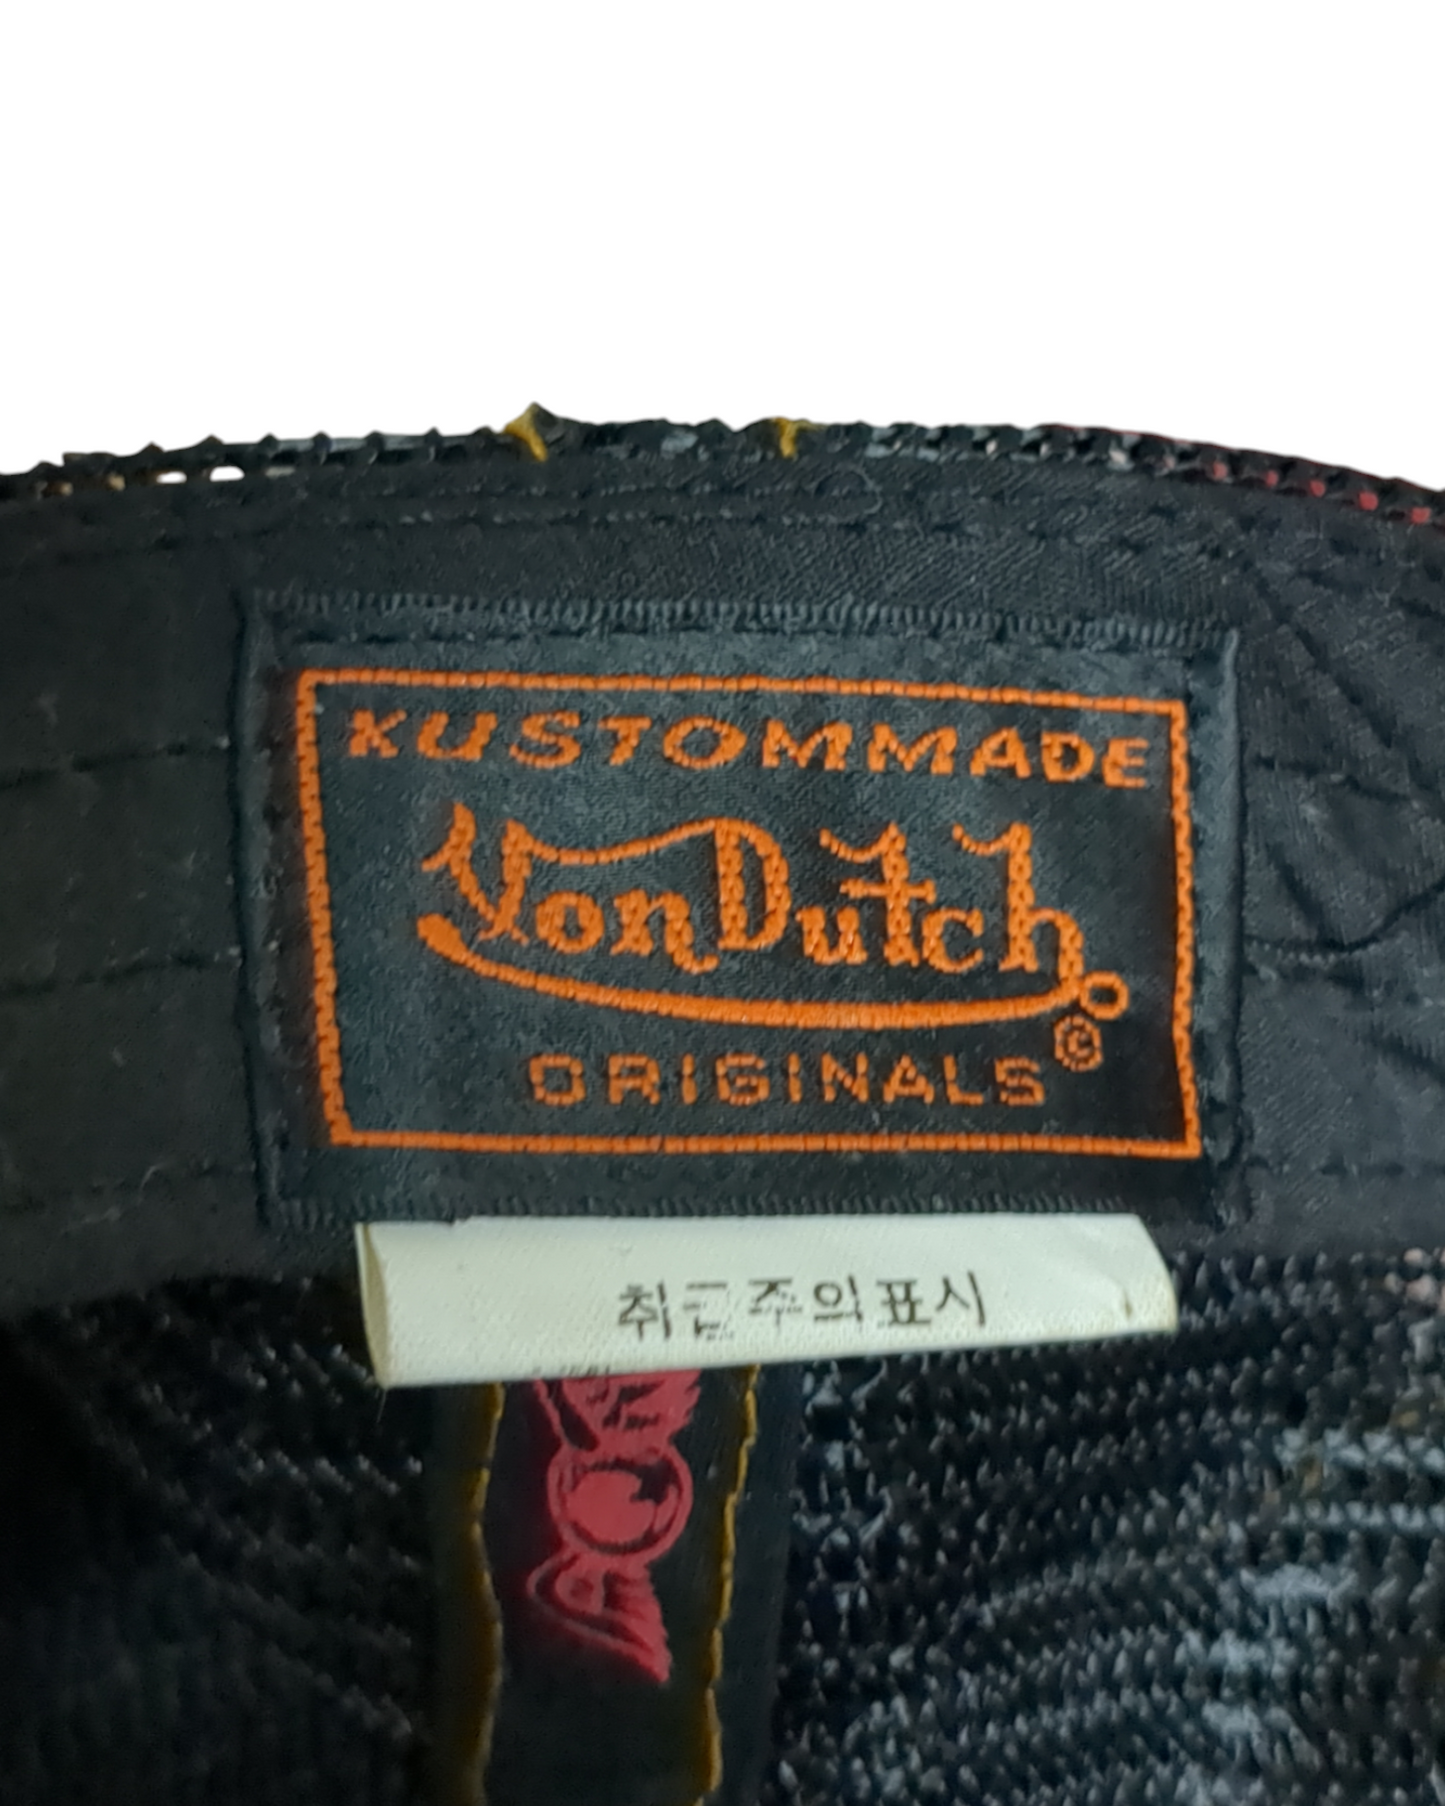 KUSTOMMADE
Von Dutch
ORIGINALS ©
취급주의표시